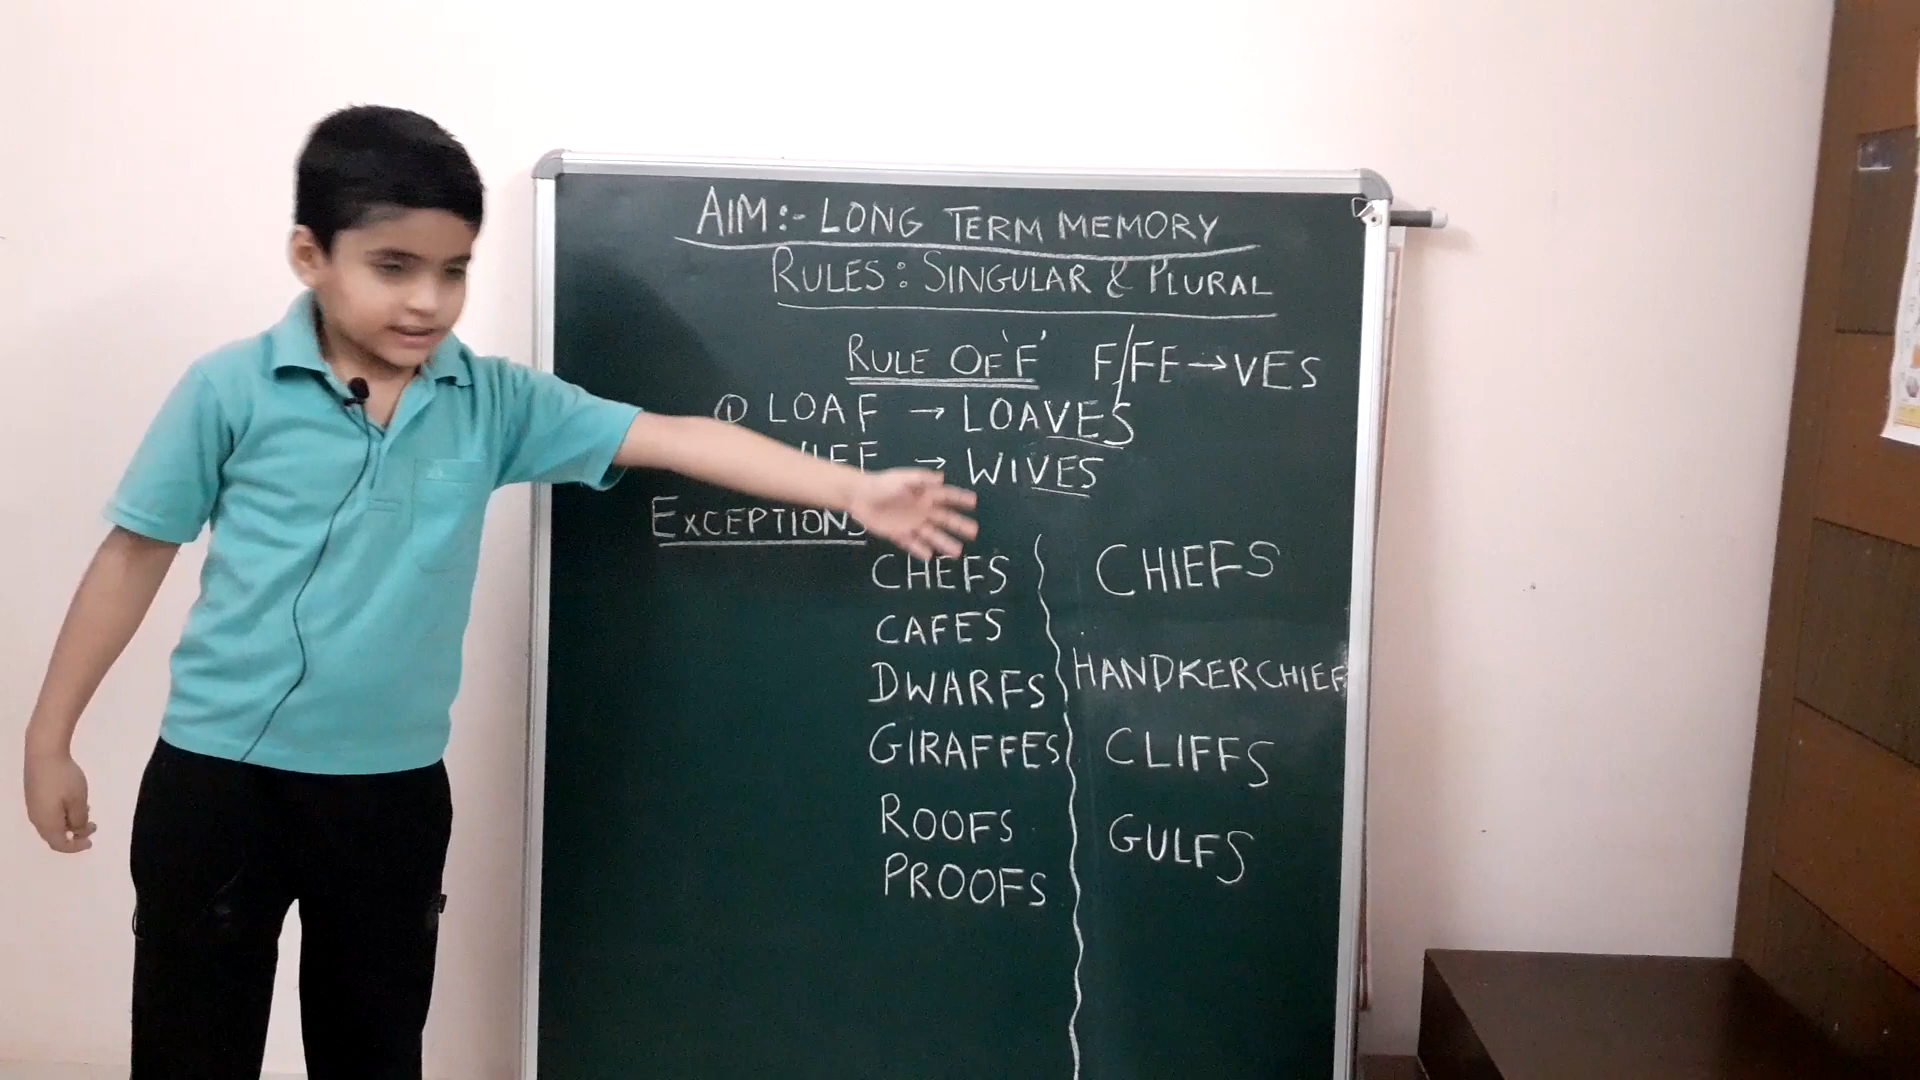 AIM:- LONG TERM MEMORY
RULES: SINGULAR & PLURAL
RULE OF 'F' F/FE → VES
① LOAF → LOAVES
→ WIVES
EXCEPTIONS
CHEFS CHIEFS
CAFES
DWARFS HANDKERCHIEF
GIRAFFES CLIFFS
ROOFS GULFS
PROOFS